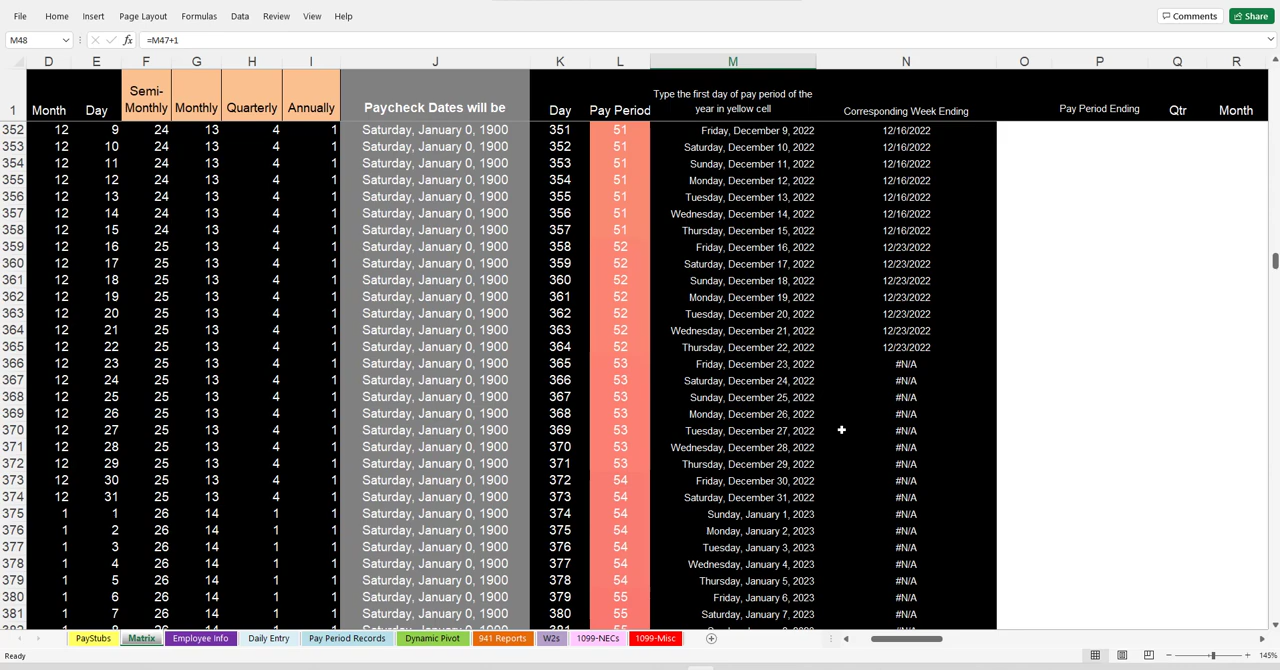 File Home Insert Page Layout Formulas Data Review View Help Comments Share
M48 fx =M47+1
D E F G H I J K L M N O P Q R
1 Month Day Semi-Monthly Monthly Quarterly Annually Paycheck Dates will be Day Pay Period Type the first day of pay period of the year in yellow cell Corresponding Week Ending Pay Period Ending Qtr Month
352 12 9 24 13 4 1 Saturday, January 0, 1900 351 51 Friday, December 9, 2022 12/16/2022
353 12 10 24 13 4 1 Saturday, January 0, 1900 352 51 Saturday, December 10, 2022 12/16/2022
354 12 11 24 13 4 1 Saturday, January 0, 1900 353 51 Sunday, December 11, 2022 12/16/2022
355 12 12 24 13 4 1 Saturday, January 0, 1900 354 51 Monday, December 12, 2022 12/16/2022
356 12 13 24 13 4 1 Saturday, January 0, 1900 355 51 Tuesday, December 13, 2022 12/16/2022
357 12 14 24 13 4 1 Saturday, January 0, 1900 356 51 Wednesday, December 14, 2022 12/16/2022
358 12 15 24 13 4 1 Saturday, January 0, 1900 357 51 Thursday, December 15, 2022 12/16/2022
359 12 16 25 13 4 1 Saturday, January 0, 1900 358 52 Friday, December 16, 2022 12/23/2022
360 12 17 25 13 4 1 Saturday, January 0, 1900 359 52 Saturday, December 17, 2022 12/23/2022
361 12 18 25 13 4 1 Saturday, January 0, 1900 360 52 Sunday, December 18, 2022 12/23/2022
362 12 19 25 13 4 1 Saturday, January 0, 1900 361 52 Monday, December 19, 2022 12/23/2022
363 12 20 25 13 4 1 Saturday, January 0, 1900 362 52 Tuesday, December 20, 2022 12/23/2022
364 12 21 25 13 4 1 Saturday, January 0, 1900 363 52 Wednesday, December 21, 2022 12/23/2022
365 12 22 25 13 4 1 Saturday, January 0, 1900 364 52 Thursday, December 22, 2022 12/23/2022
366 12 23 25 13 4 1 Saturday, January 0, 1900 365 53 Friday, December 23, 2022 #N/A
367 12 24 25 13 4 1 Saturday, January 0, 1900 366 53 Saturday, December 24, 2022 #N/A
368 12 25 25 13 4 1 Saturday, January 0, 1900 367 53 Sunday, December 25, 2022 #N/A
369 12 26 25 13 4 1 Saturday, January 0, 1900 368 53 Monday, December 26, 2022 #N/A
370 12 27 25 13 4 1 Saturday, January 0, 1900 369 53 Tuesday, December 27, 2022 #N/A
371 12 28 25 13 4 1 Saturday, January 0, 1900 370 53 Wednesday, December 28, 2022 #N/A
372 12 29 25 13 4 1 Saturday, January 0, 1900 371 53 Thursday, December 29, 2022 #N/A
373 12 30 25 13 4 1 Saturday, January 0, 1900 372 54 Friday, December 30, 2022 #N/A
374 12 31 25 13 4 1 Saturday, January 0, 1900 373 54 Saturday, December 31, 2022 #N/A
375 1 1 26 14 1 1 Saturday, January 0, 1900 374 54 Sunday, January 1, 2023 #N/A
376 1 2 26 14 1 1 Saturday, January 0, 1900 375 54 Monday, January 2, 2023 #N/A
377 1 3 26 14 1 1 Saturday, January 0, 1900 376 54 Tuesday, January 3, 2023 #N/A
378 1 4 26 14 1 1 Saturday, January 0, 1900 377 54 Wednesday, January 4, 2023 #N/A
379 1 5 26 14 1 1 Saturday, January 0, 1900 378 54 Thursday, January 5, 2023 #N/A
380 1 6 26 14 1 1 Saturday, January 0, 1900 379 55 Friday, January 6, 2023 #N/A
381 1 7 26 14 1 1 Saturday, January 0, 1900 380 55 Saturday, January 7, 2023 #N/A
PayStubs Matrix Employee Info Daily Entry Pay Period Records Dynamic Pivot 941 Reports W2s 1099-NECs 1099-Misc
Ready 145%